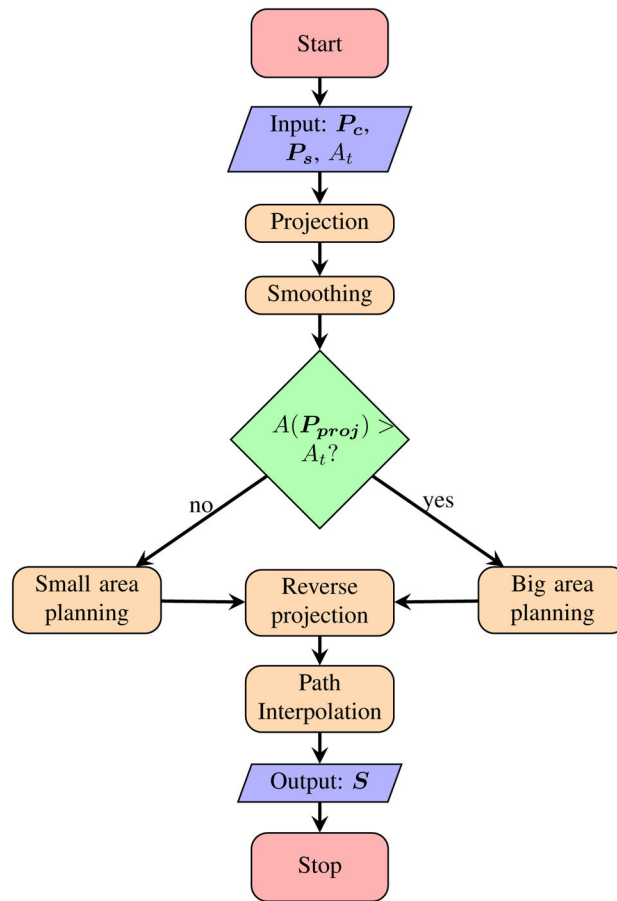 Start
Input: P_c,
P_s, A_t
Projection
Smoothing
A(P_proj) >
A_t?
no
yes
Small area
planning
Reverse
projection
Big area
planning
Path
Interpolation
Output: S
Stop